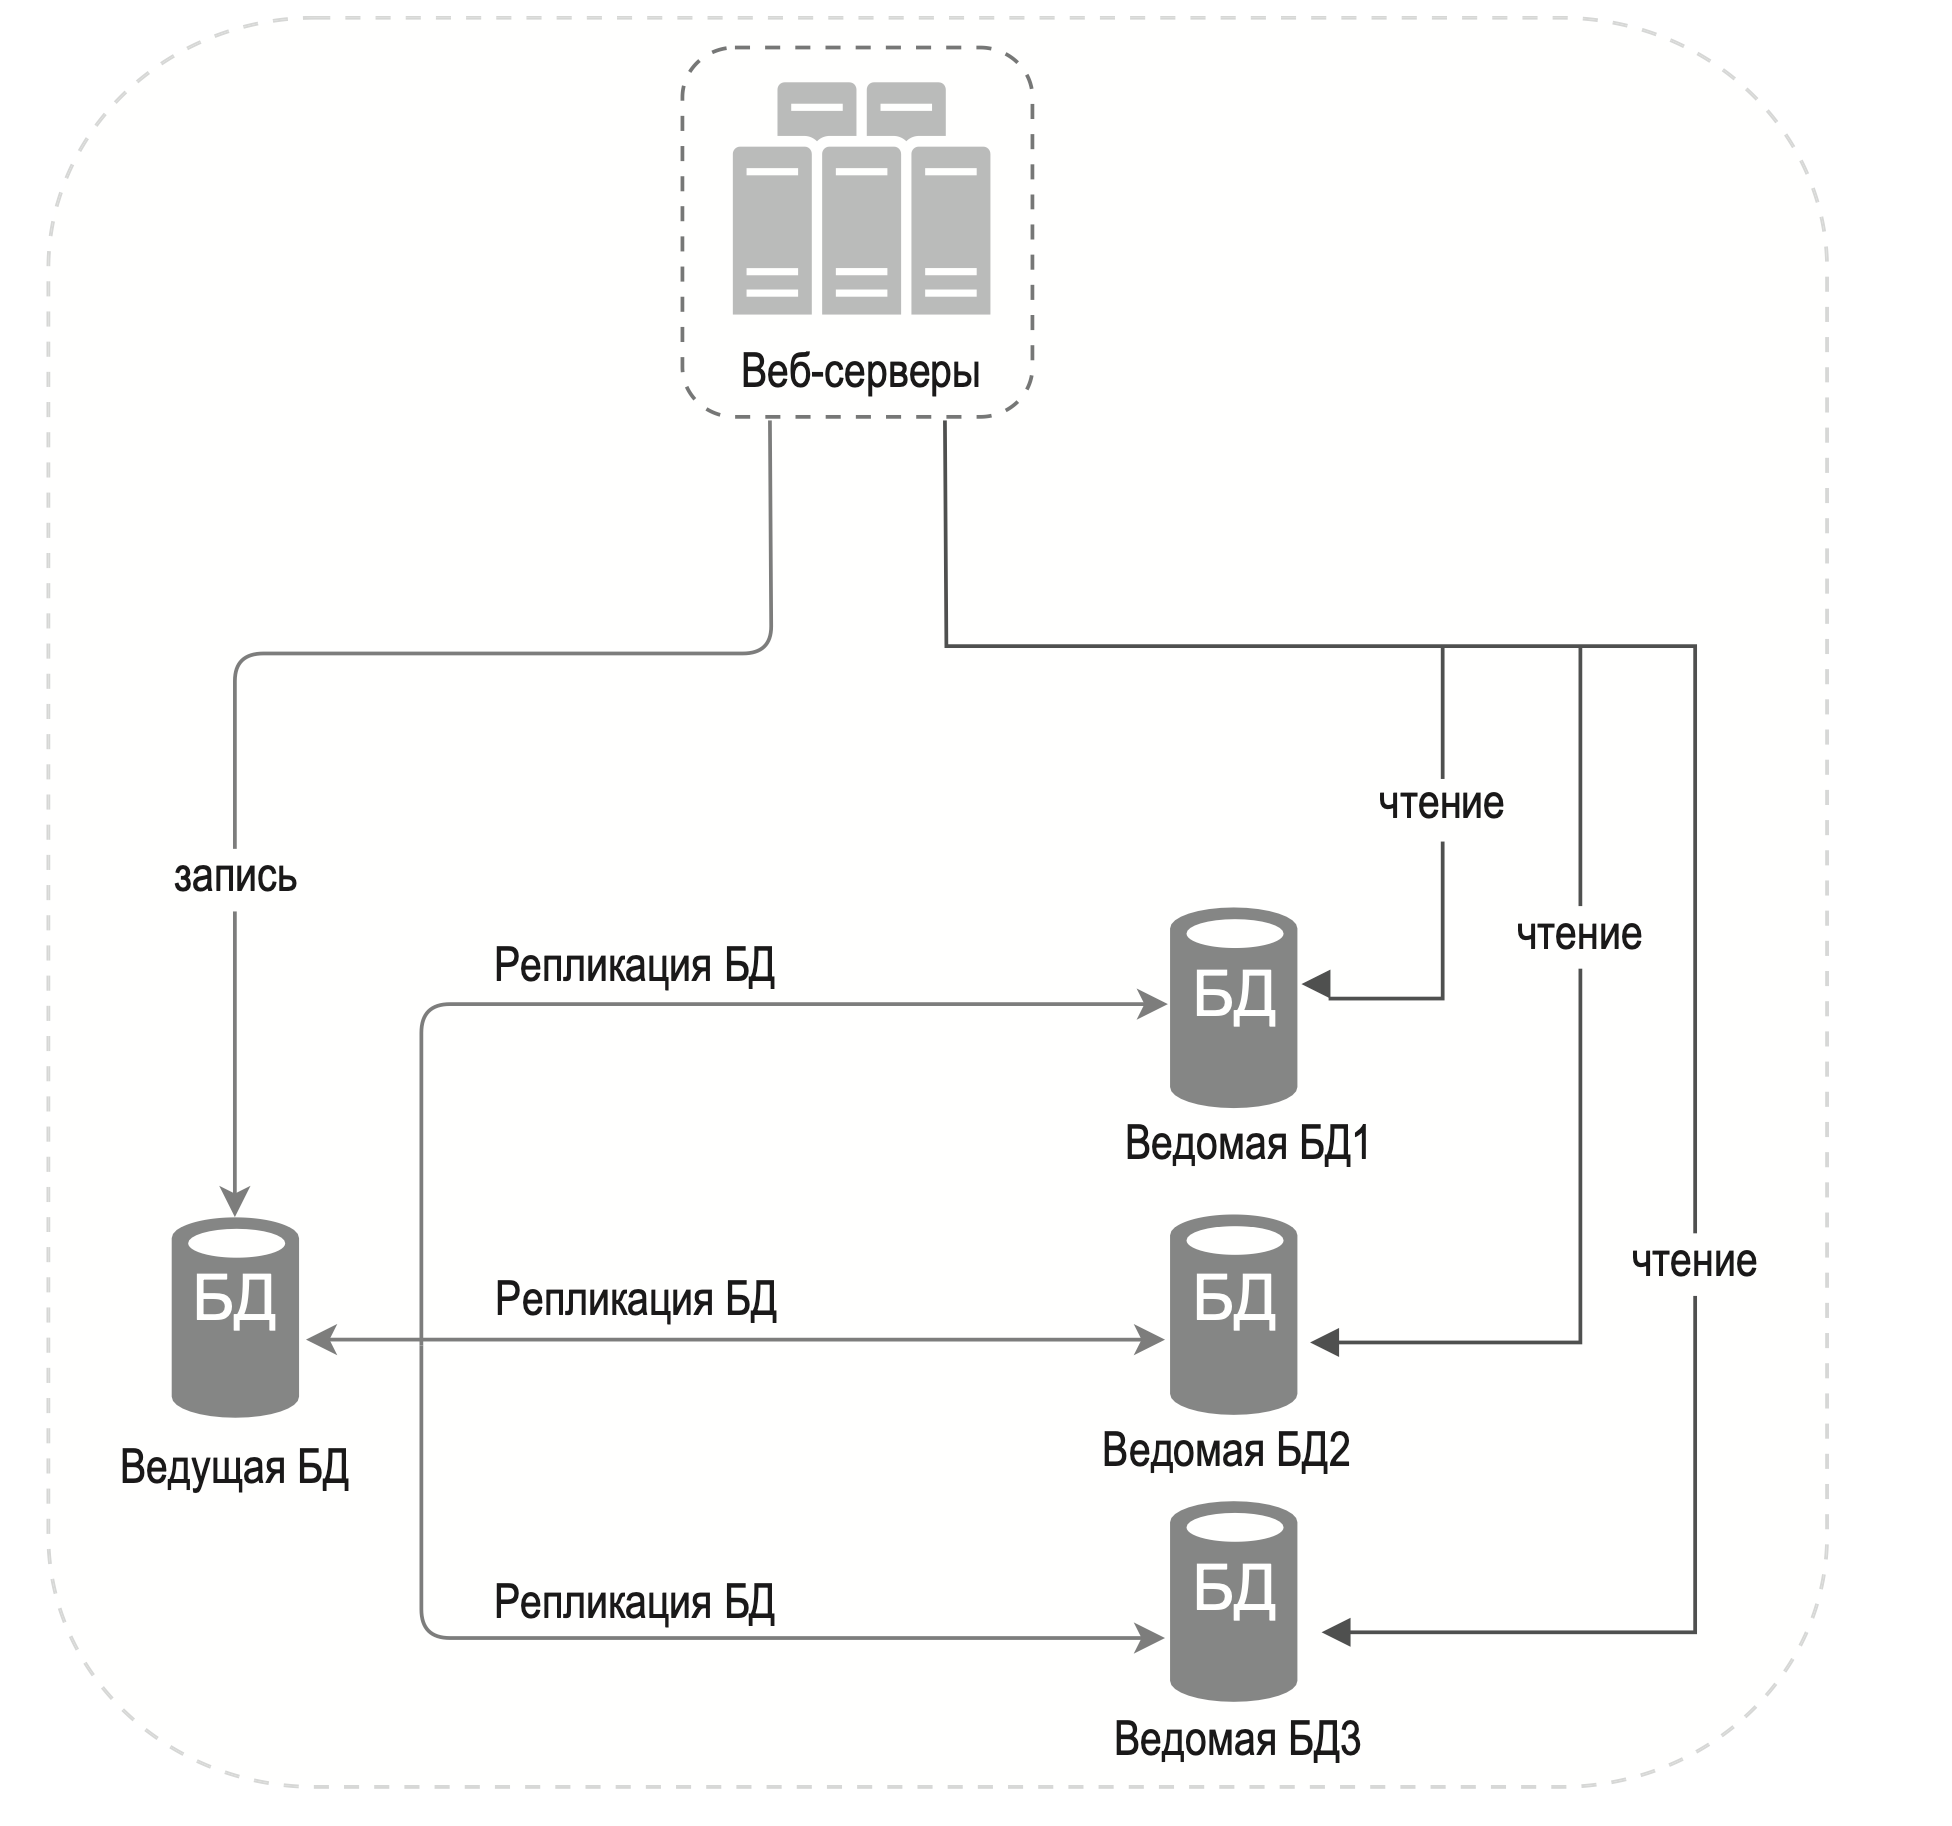 Веб-серверы
чтение
запись
чтение
Репликация БД
БД
Ведомая БД1
чтение
БД
Репликация БД
БД
Ведущая БД
Ведомая БД2
Репликация БД
БД
Ведомая БД3